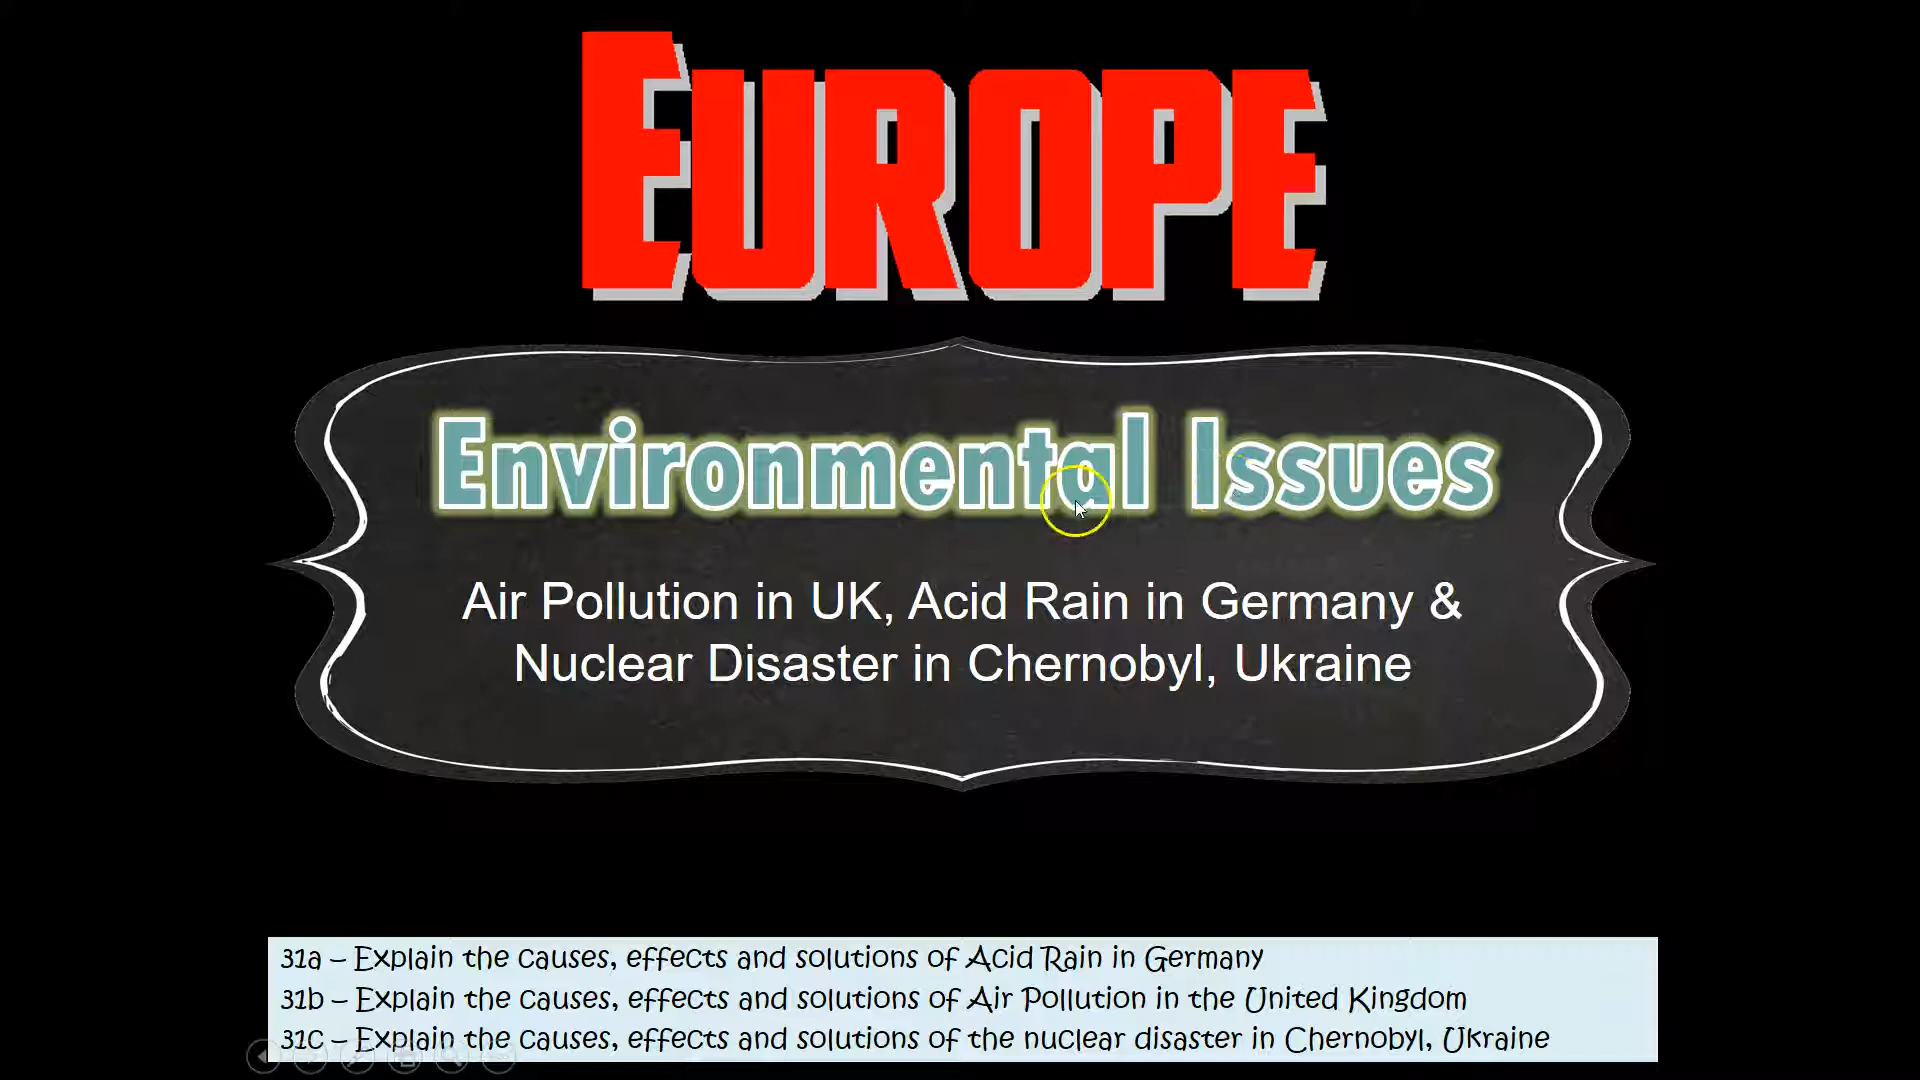 EUROPE
Environmental Issues
Air Pollution in UK, Acid Rain in Germany &
Nuclear Disaster in Chernobyl, Ukraine
31a – Explain the causes, effects and solutions of Acid Rain in Germany
31b – Explain the causes, effects and solutions of Air Pollution in the United Kingdom
31c – Explain the causes, effects and solutions of the nuclear disaster in Chernobyl, Ukraine